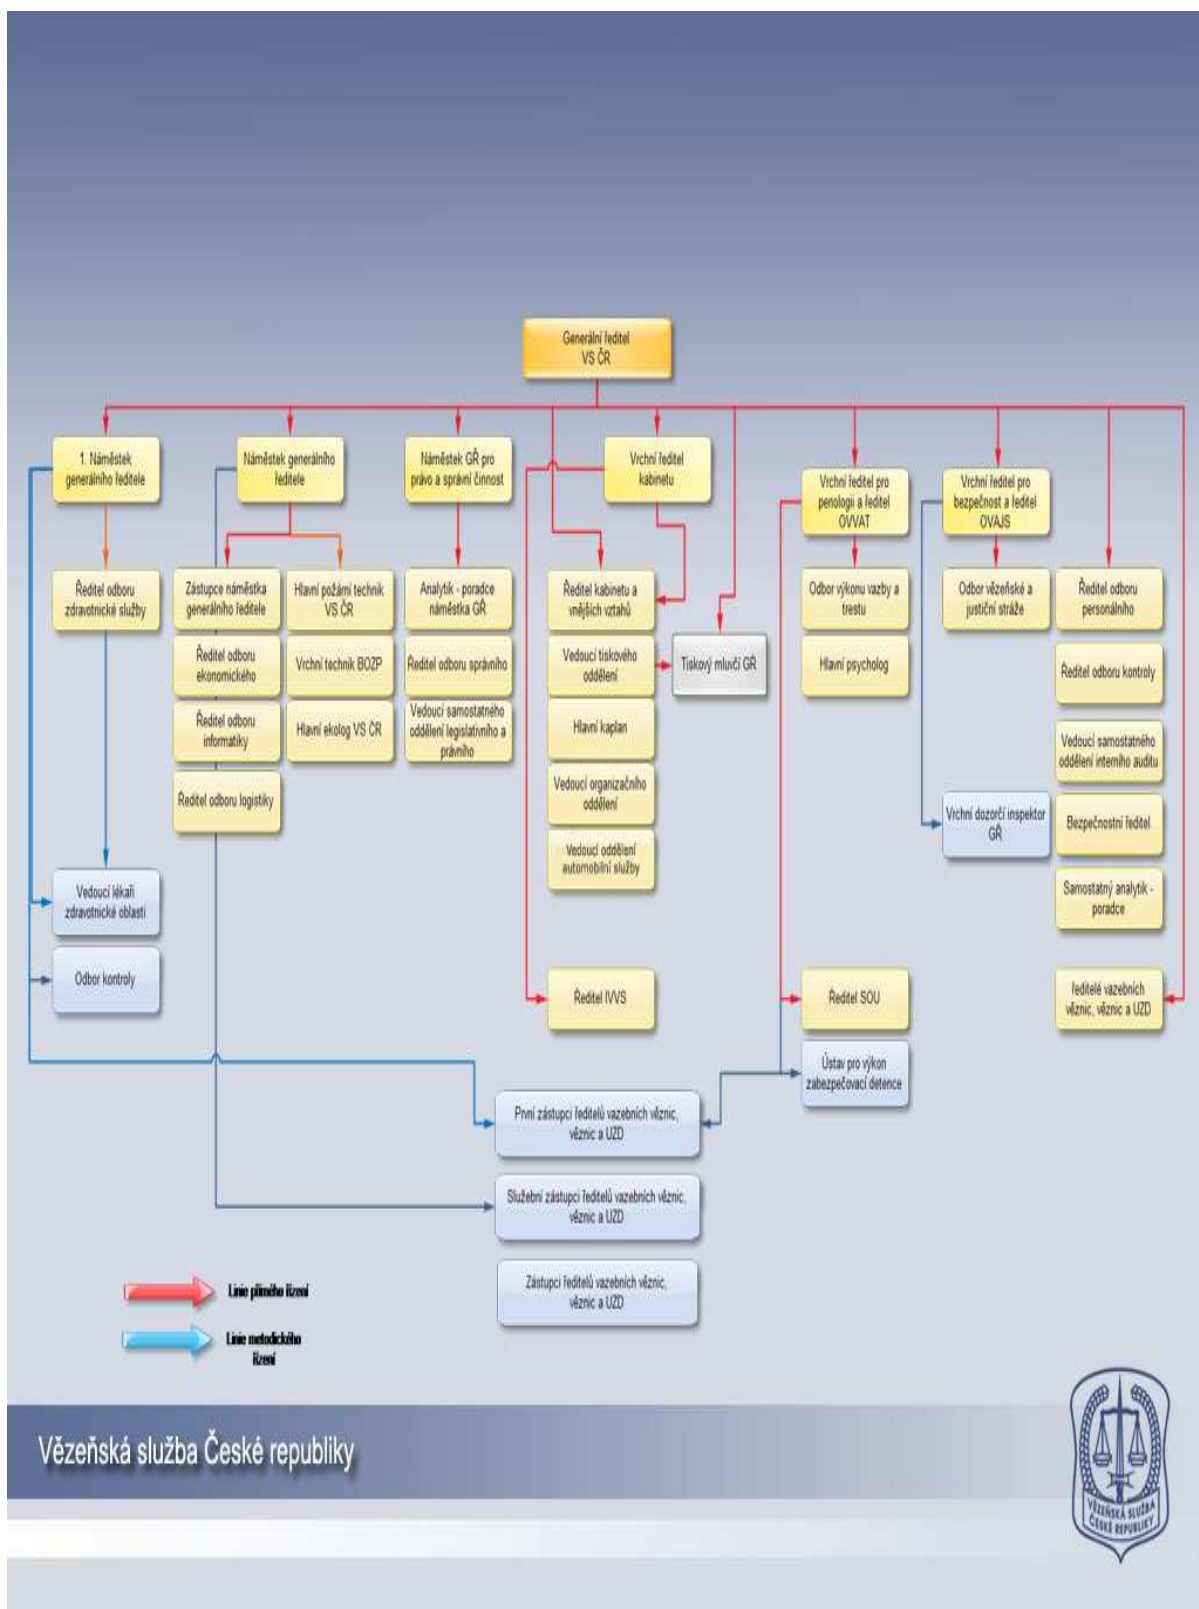 Generální ředitel
VS ČR
1. Náměstek
generálního ředitele
Náměstek generálního
ředitele
Náměstek GŘ pro
právo a správní činnost
Vrchní ředitel
kabinetu
Vrchní ředitel pro
penologii a ředitel
OVVAT
Vrchní ředitel pro
bezpečnost a ředitel
OVAJS
Ředitel odboru
zdravotnické služby
Zástupce náměstka
generálního ředitele
Hlavní požární technik
VS ČR
Analytik - poradce
náměstka GŘ
Ředitel kabinetu a
vnějších vztahů
Odbor výkonu vazby a
trestu
Odbor vězeňské a
justiční stráže
Ředitel odboru
personálního
Ředitel odboru
ekonomického
Vrchní technik BOZP
Ředitel odboru správního
Vedoucí tiskového
oddělení
Tiskový mluvčí GŘ
Hlavní psycholog
Ředitel odboru kontroly
Ředitel odboru
informatiky
Hlavní ekolog VS ČR
Vedoucí samostatného
oddělení legislativního a
právního
Hlavní kaplan
Vedoucí samostatného
oddělení interního auditu
Ředitel odboru logistiky
Vedoucí organizačního
oddělení
Vrchní dozorčí inspektor
GŘ
Bezpečnostní ředitel
Vedoucí oddělení
automobilní služby
Vedoucí lékaři
zdravotnické oblasti
Samostatný analytik -
poradce
Odbor kontroly
Ředitel IVVS
Ředitel SOU
ředitelé vazebních
věznic, věznic a UZD
Ústav pro výkon
zabezpečovací detence
První zástupci ředitelů vazebních věznic,
věznic a UZD
Služební zástupci ředitelů vazebních věznic,
věznic a UZD
Zástupci ředitelů vazebních věznic,
věznic a UZD
Linie přímého řízení
Linie metodického
řízení
Vězeňská služba České republiky
VĚZEŇSKÁ SLUŽBA
ČESKÉ REPUBLIKY